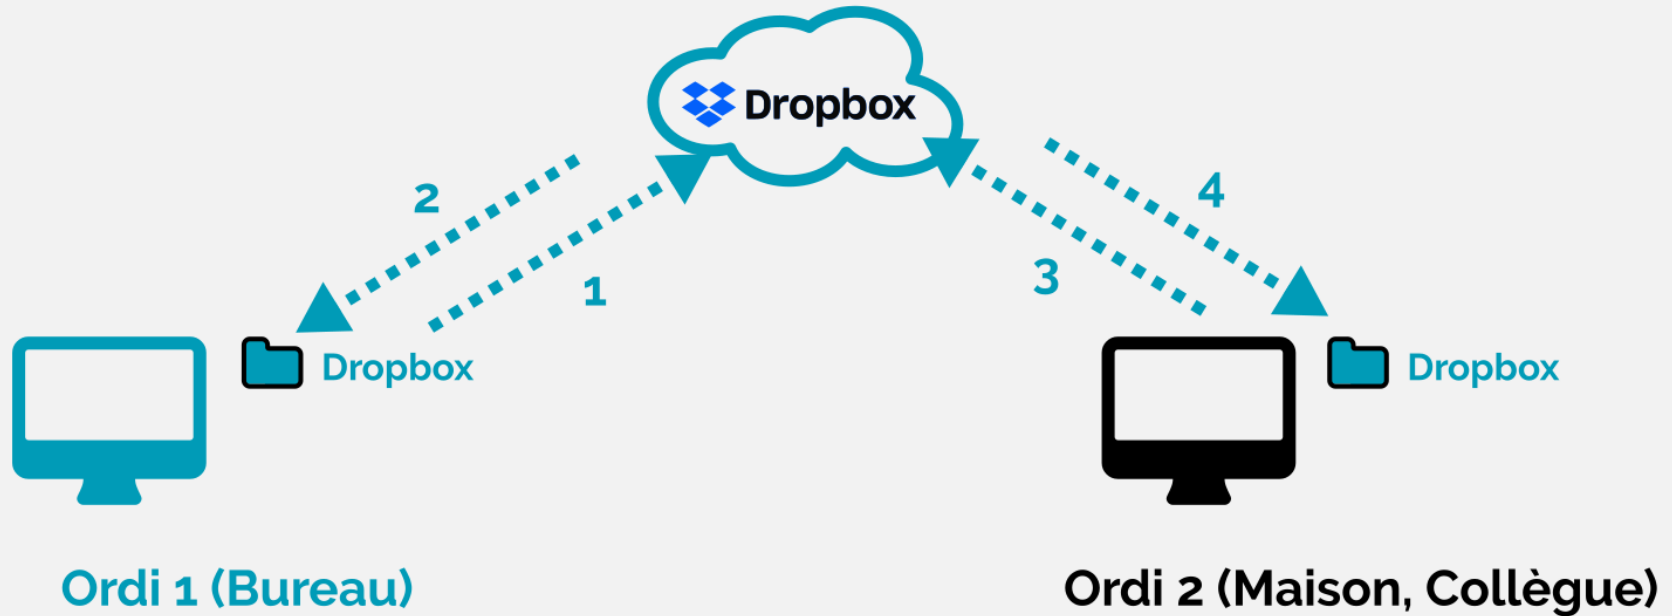 Dropbox
2
4
1
3
Dropbox
Dropbox
Ordi 1 (Bureau)
Ordi 2 (Maison, Collègue)